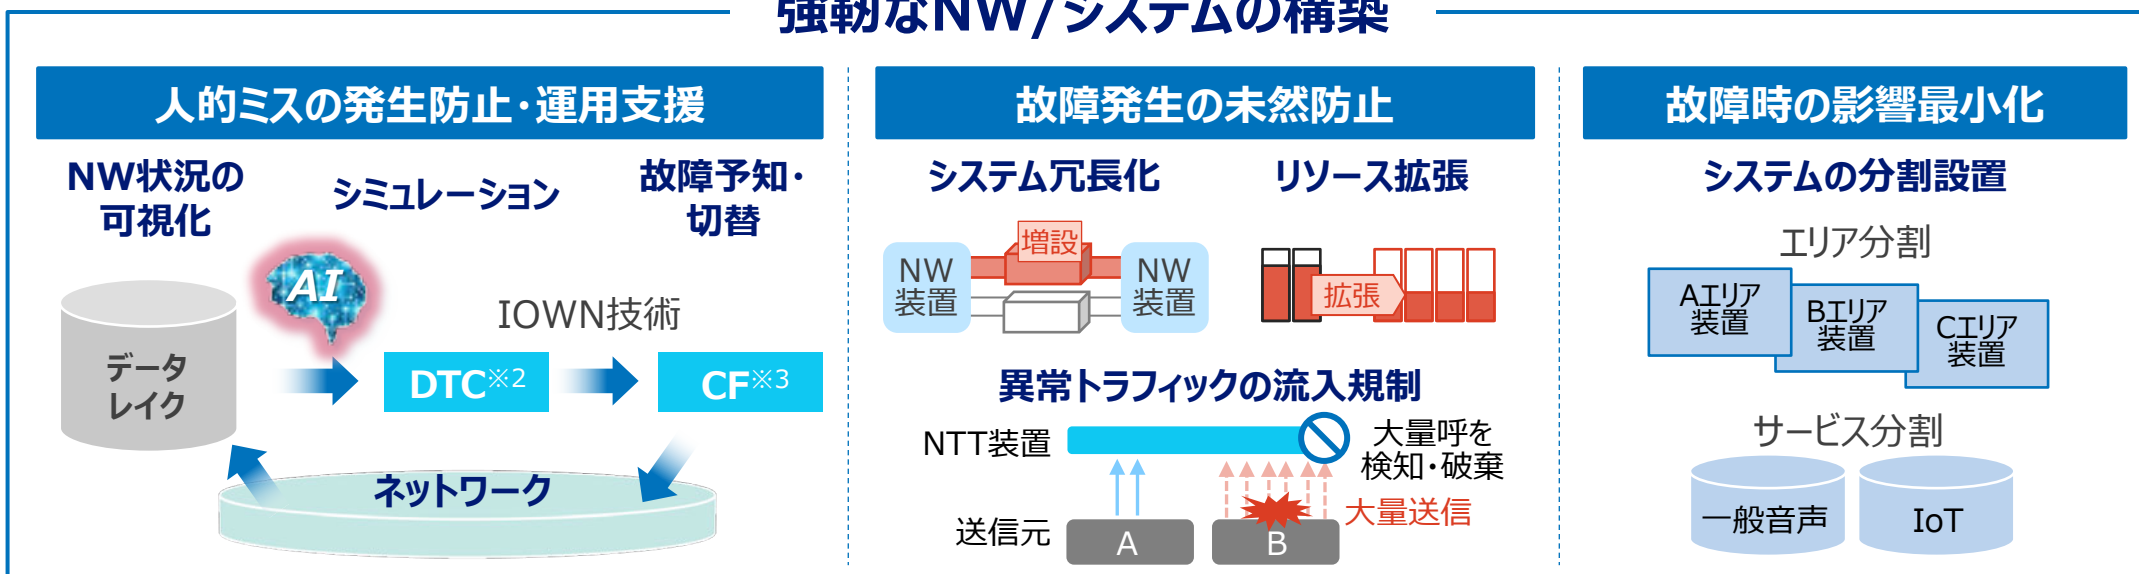 強靭なNW/システムの構築
人的ミスの発生防止・運用支援
NW状況の
可視化
シミュレーション
故障予知・
切替
AI
IOWN技術
データ
レイク
DTC※2
CF※3
ネットワーク
故障発生の未然防止
システム冗長化
リソース拡張
増設
NW
装置
NW
装置
拡張
異常トラフィックの流入規制
NTT装置
大量呼を
検知・破棄
大量送信
送信元
A
B
故障時の影響最小化
システムの分割設置
エリア分割
Aエリア
装置
Bエリア
装置
Cエリア
装置
サービス分割
一般音声
IoT